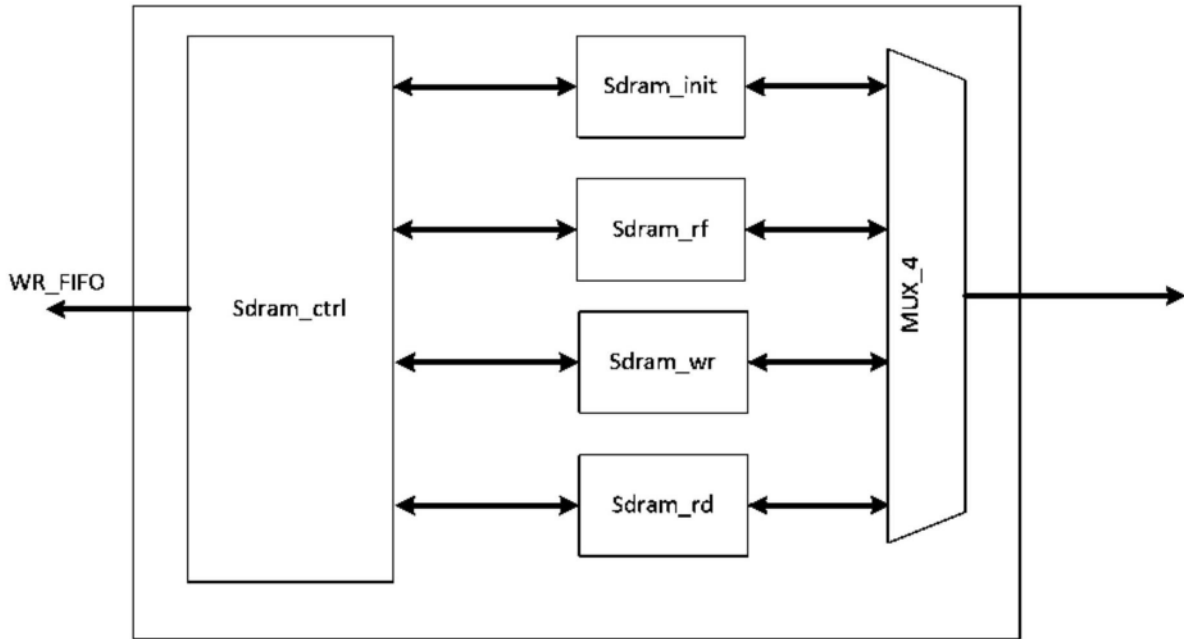 Sdram_init
Sdram_rf
WR_FIFO
Sdram_ctrl
MUX_4
Sdram_wr
Sdram_rd